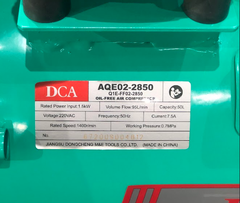 DCA
AQE02-2850
Q1E-FF02-2850
OIL-FREE AIR COMPRESSOR
Rated Power Input 1.5kW Volume Flow 95L/min Capacity 50L
Voltage 220VAC Frequency 50Hz Current 7.5A
Rated Speed 1400r/min Working Pressure 0.7MPa
JIANGSU DONGCHENG M&E TOOLS CO.,LTD. (MADE IN CHINA)